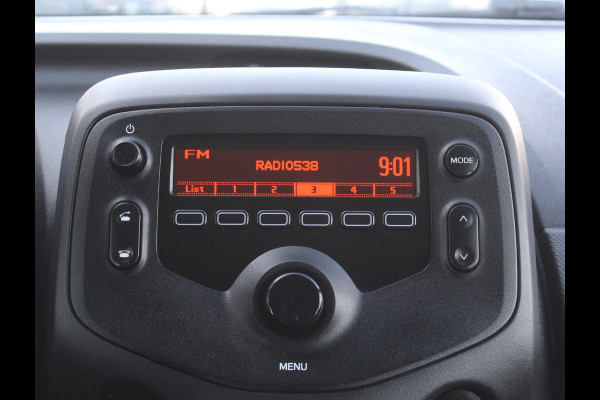 FM
RADIO538
9:01
MODE
List 1 2 3 4 5
MENU